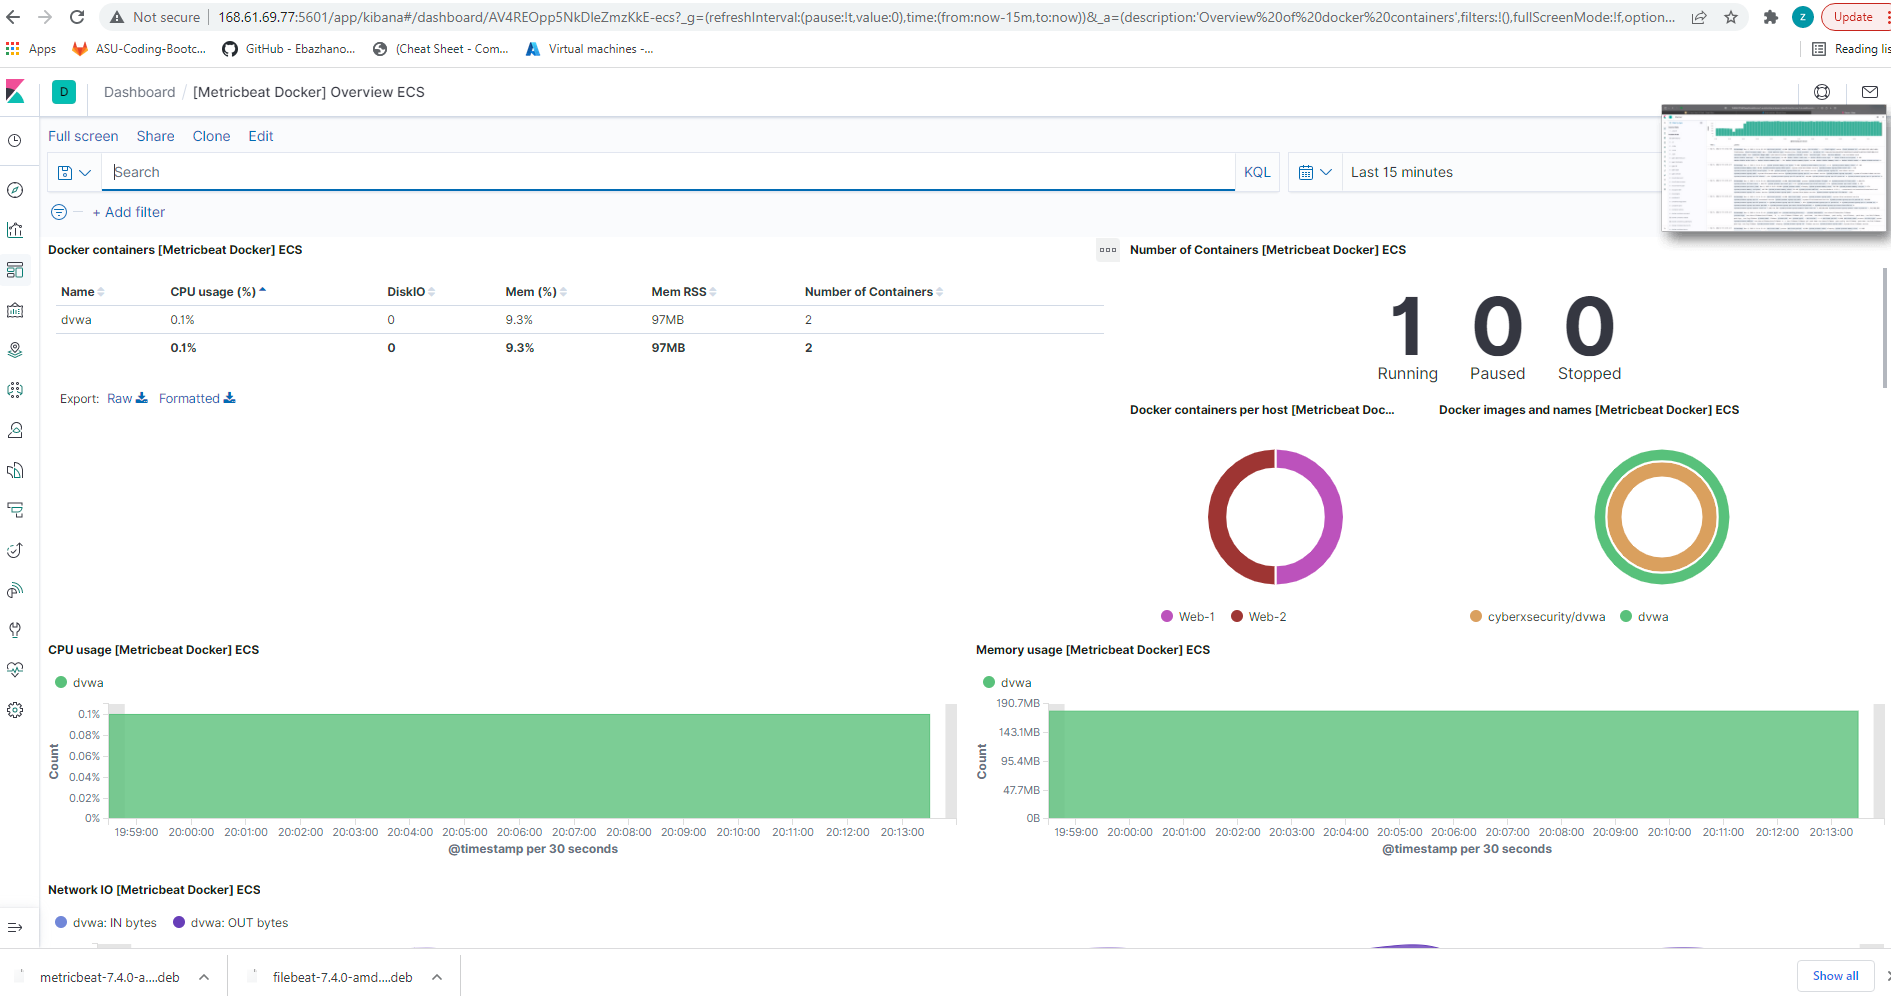 Not secure | 168.61.69.77:5601/app/kibana#/dashboard/AV4REOpp5NkDleZmzKkE-ecs?_g=(refreshInterval:(pause:!t,value:0),time:(from:now-15m,to:now))&_a=(description:'Overview%20of%20docker%20containers',filters:!(),fullScreenMode:!f,option...
z
Update
Apps
ASU-Coding-Bootc...
GitHub - Ebazhano...
(Cheat Sheet - Com...
Virtual machines -...
Reading lis
D
Dashboard / [Metricbeat Docker] Overview ECS
Full screen Share Clone Edit
Search
KQL
Last 15 minutes
+ Add filter
Docker containers [Metricbeat Docker] ECS
Name CPU usage (%) DiskIO Mem (%) Mem RSS Number of Containers
dvwa 0.1% 0 9.3% 97MB 2
0.1% 0 9.3% 97MB 2
Export: Raw Formatted
Number of Containers [Metricbeat Docker] ECS
1 0 0
Running Paused Stopped
Docker containers per host [Metricbeat Doc...
Web-1 Web-2
Docker images and names [Metricbeat Docker] ECS
cyberxsecurity/dvwa dvwa
CPU usage [Metricbeat Docker] ECS
dvwa
0.1%
0.08%
0.06%
0.04%
0.02%
0%
Count
19:59:00 20:00:00 20:01:00 20:02:00 20:03:00 20:04:00 20:05:00 20:06:00 20:07:00 20:08:00 20:09:00 20:10:00 20:11:00 20:12:00 20:13:00
@timestamp per 30 seconds
Memory usage [Metricbeat Docker] ECS
dvwa
190.7MB
143.1MB
95.4MB
47.7MB
0B
Count
19:59:00 20:00:00 20:01:00 20:02:00 20:03:00 20:04:00 20:05:00 20:06:00 20:07:00 20:08:00 20:09:00 20:10:00 20:11:00 20:12:00 20:13:00
@timestamp per 30 seconds
Network IO [Metricbeat Docker] ECS
dvwa: IN bytes dvwa: OUT bytes
metricbeat-7.4.0-a....deb
filebeat-7.4.0-amd....deb
Show all